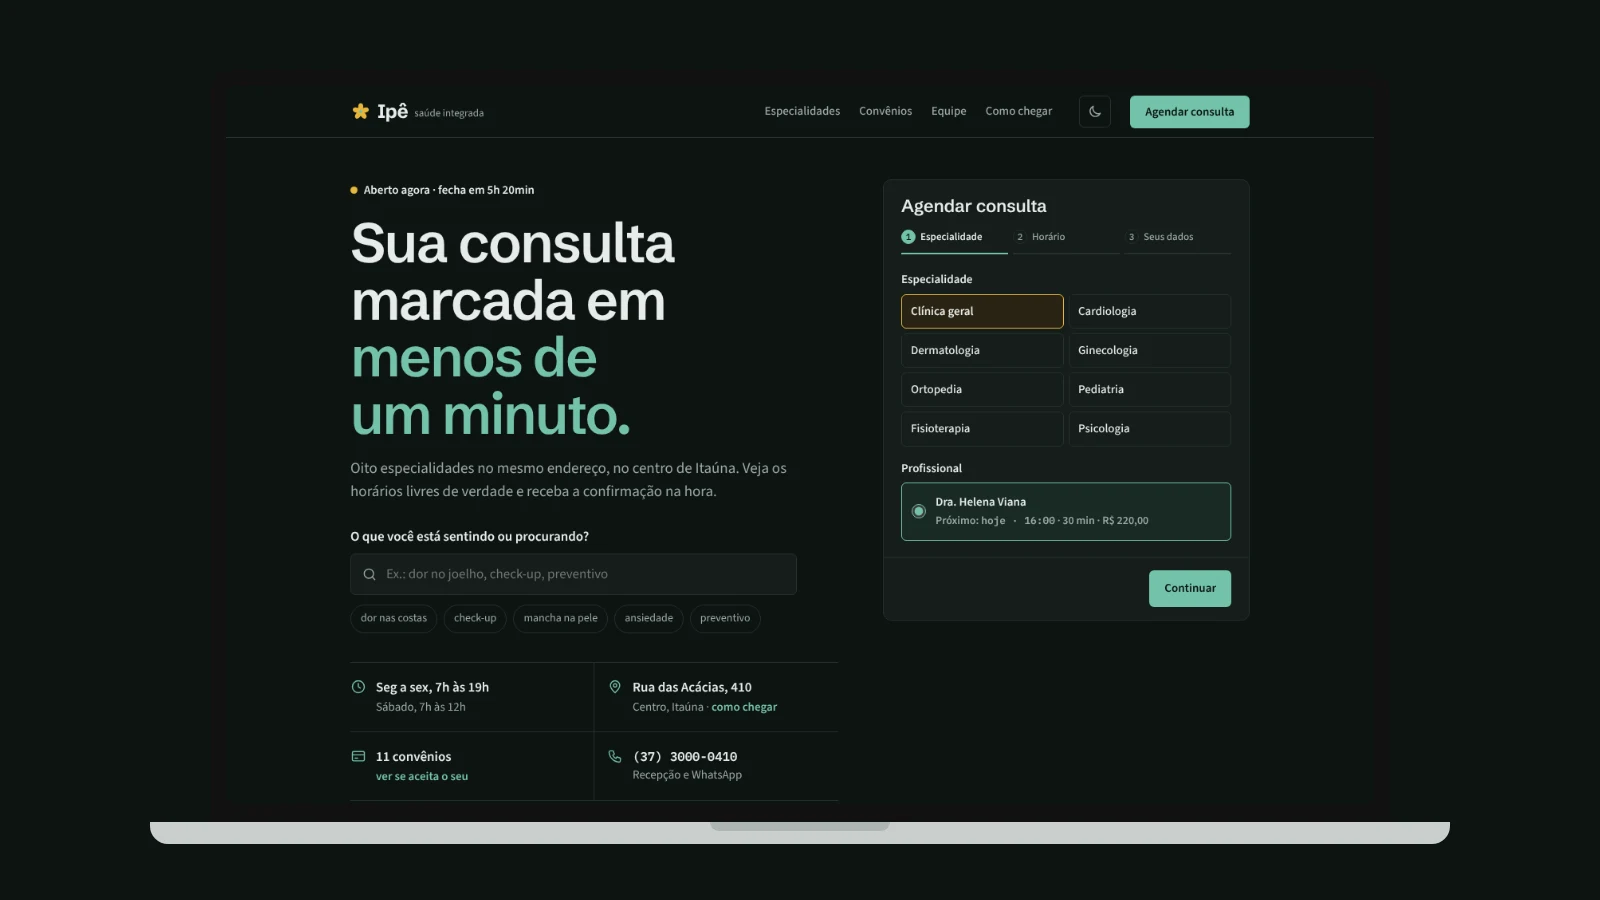 Ipê saúde integrada
Especialidades Convênios Equipe Como chegar Agendar consulta
Aberto agora · fecha em 5h 20min
Sua consulta
marcada em
menos de
um minuto.
Oito especialidades no mesmo endereço, no centro de Itaúna. Veja os
horários livres de verdade e receba a confirmação na hora.
O que você está sentindo ou procurando?
Ex.: dor no joelho, check-up, preventivo
dor nas costas check-up mancha na pele ansiedade preventivo
Seg a sex, 7h às 19h
Sábado, 7h às 12h
Rua das Acácias, 410
Centro, Itaúna · como chegar
11 convênios
ver se aceita o seu
(37) 3000-0410
Recepção e WhatsApp
Agendar consulta
1 Especialidade 2 Horário 3 Seus dados
Especialidade
Clínica geral Cardiologia
Dermatologia Ginecologia
Ortopedia Pediatria
Fisioterapia Psicologia
Profissional
Dra. Helena Viana
Próximo: hoje · 16:00 · 30 min · R$ 220,00
Continuar